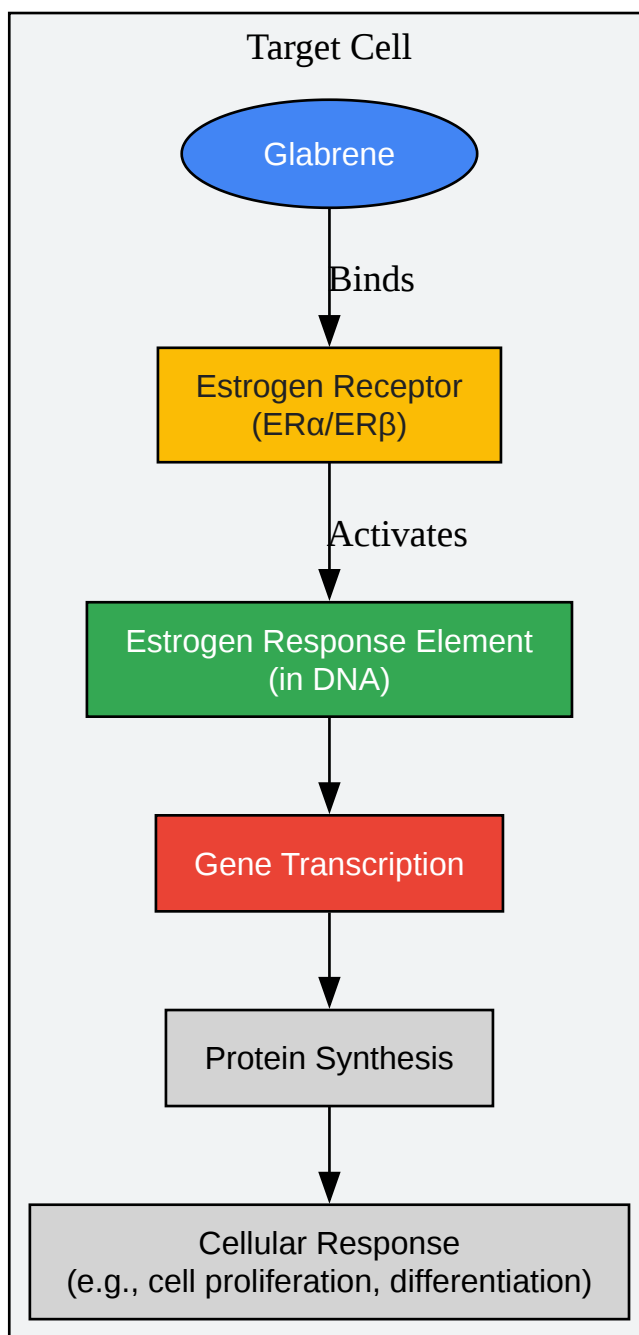 Target Cell
Glabrene
Binds
Estrogen Receptor
(ERα/ERβ)
Activates
Estrogen Response Element
(in DNA)
Gene Transcription
Protein Synthesis
Cellular Response
(e.g., cell proliferation, differentiation)